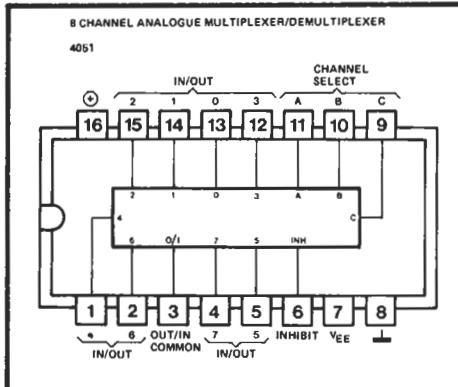 8 CHANNEL ANALOGUE MULTIPLEXER/DEMULTIPLEXER
4051
IN/OUT
CHANNEL
SELECT
⊕ 2 1 0 3 A B C
16 15 14 13 12 11 10 9
2 1 0 3 A B
4 C
6 O/I 7 5 INH
1 2 3 4 5 6 7 8
4 6 OUT/IN COMMON 7 5 INHIBIT VEE
IN/OUT IN/OUT